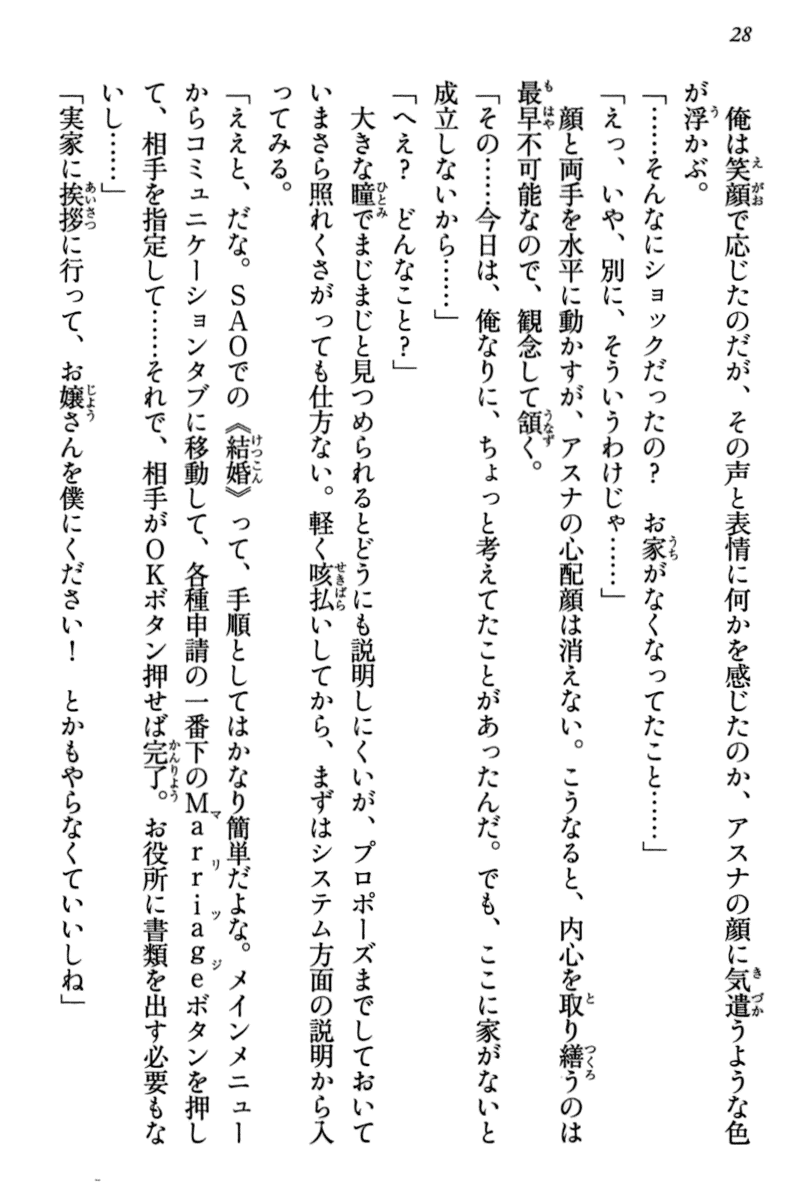 28
　俺は笑顔で応じたのだが、その声と表情に何かを感じたのか、アスナの顔に気遣うような色
が浮かぶ。
「……そんなにショックだったの？　お家がなくなってたこと……」
「えっ、いや、別に、そういうわけじゃ……」
　顔と両手を水平に動かすが、アスナの心配顔は消えない。こうなると、内心を取り繕うのは
最早不可能なので、観念して頷く。
「その……今日は、俺なりに、ちょっと考えてたことがあったんだ。でも、ここに家がないと
成立しないから……」
「へえ？　どんなこと？」
　大きな瞳でまじまじと見つめられるとどうにも説明しにくいが、プロポーズまでしておいて
いまさら照れくさがっても仕方ない。軽く咳払いしてから、まずはシステム方面の説明から入
ってみる。
「ええと、だな。ＳＡＯでの《結婚》って、手順としてはかなり簡単だよな。メインメニュー
からコミュニケーションタブに移動して、各種申請の一番下のＭａｒｒｉａｇｅボタンを押し
て、相手を指定して……それで、相手がＯＫボタン押せば完了。お役所に書類を出す必要もな
いし……」
「実家に挨拶に行って、お嬢さんを僕にください！　とかもやらなくていいしね」